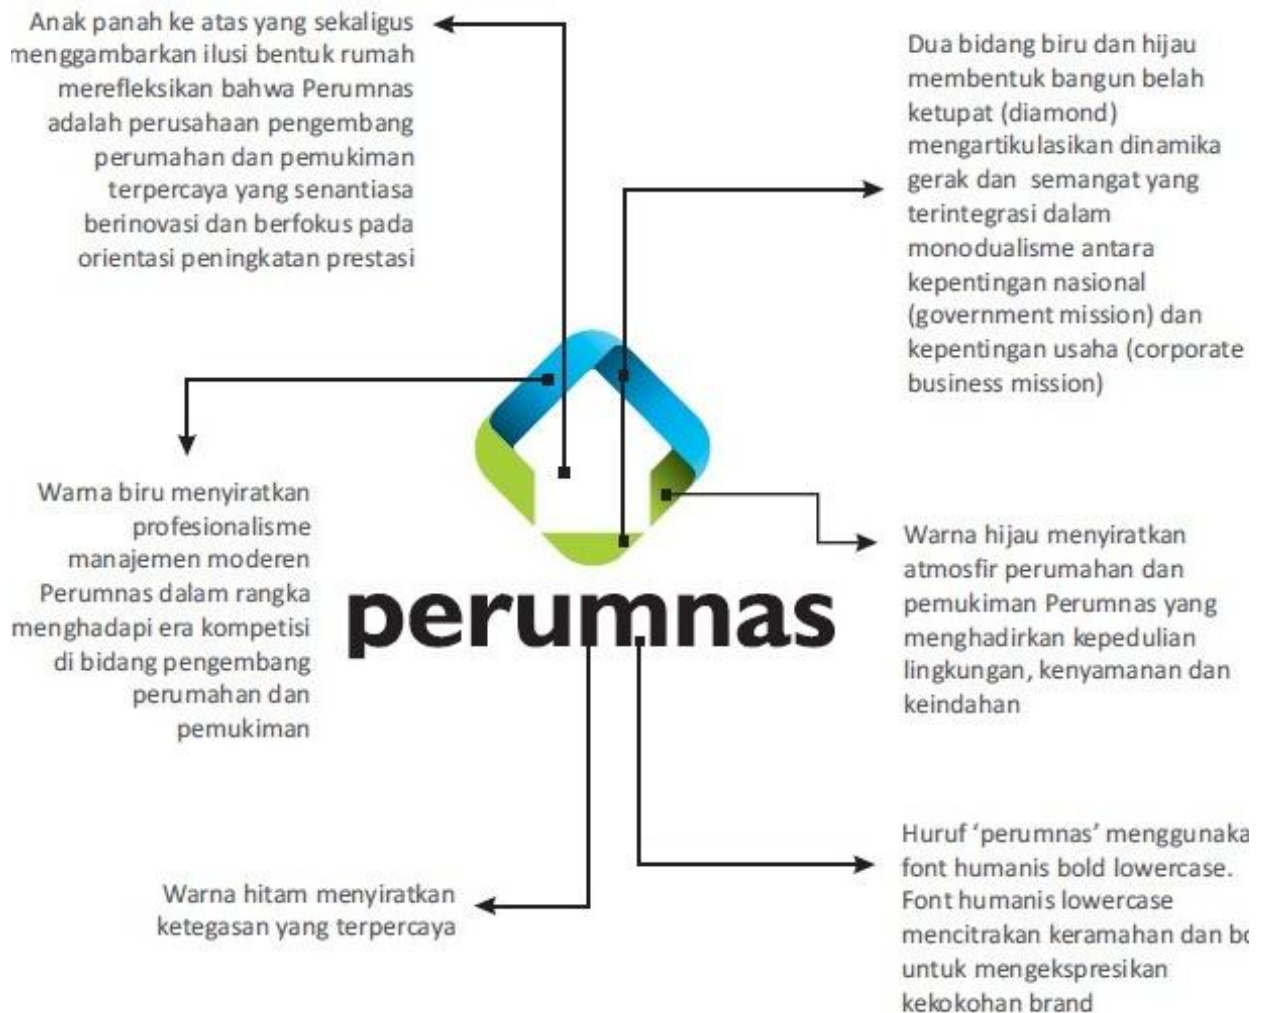 Anak panah ke atas yang sekaligus
menggambarkan ilusi bentuk rumah
merefleksikan bahwa Perumnas
adalah perusahaan pengembang
perumahan dan pemukiman
terpercaya yang senantiasa
berinovasi dan berfokus pada
orientasi peningkatan prestasi
Dua bidang biru dan hijau
membentuk bangun belah
ketupat (diamond)
mengartikulasikan dinamika
gerak dan semangat yang
terintegrasi dalam
monodualisme antara
kepentingan nasional
(government mission) dan
kepentingan usaha (corporate
business mission)
Warna biru menyiratkan
profesionalisme
manajemen moderen
Perumnas dalam rangka
menghadapi era kompetisi
di bidang pengembang
perumahan dan
pemukiman
perumnas
Warna hijau menyiratkan
atmosfir perumahan dan
pemukiman Perumnas yang
menghadirkan kepedulian
lingkungan, kenyamanan dan
keindahan
Warna hitam menyiratkan
ketegasan yang terpercaya
Huruf ‘perumnas’ menggunaka
font humanis bold lowercase.
Font humanis lowercase
mencitrakan keramahan dan
untuk mengekspresikan
kekokohan brand